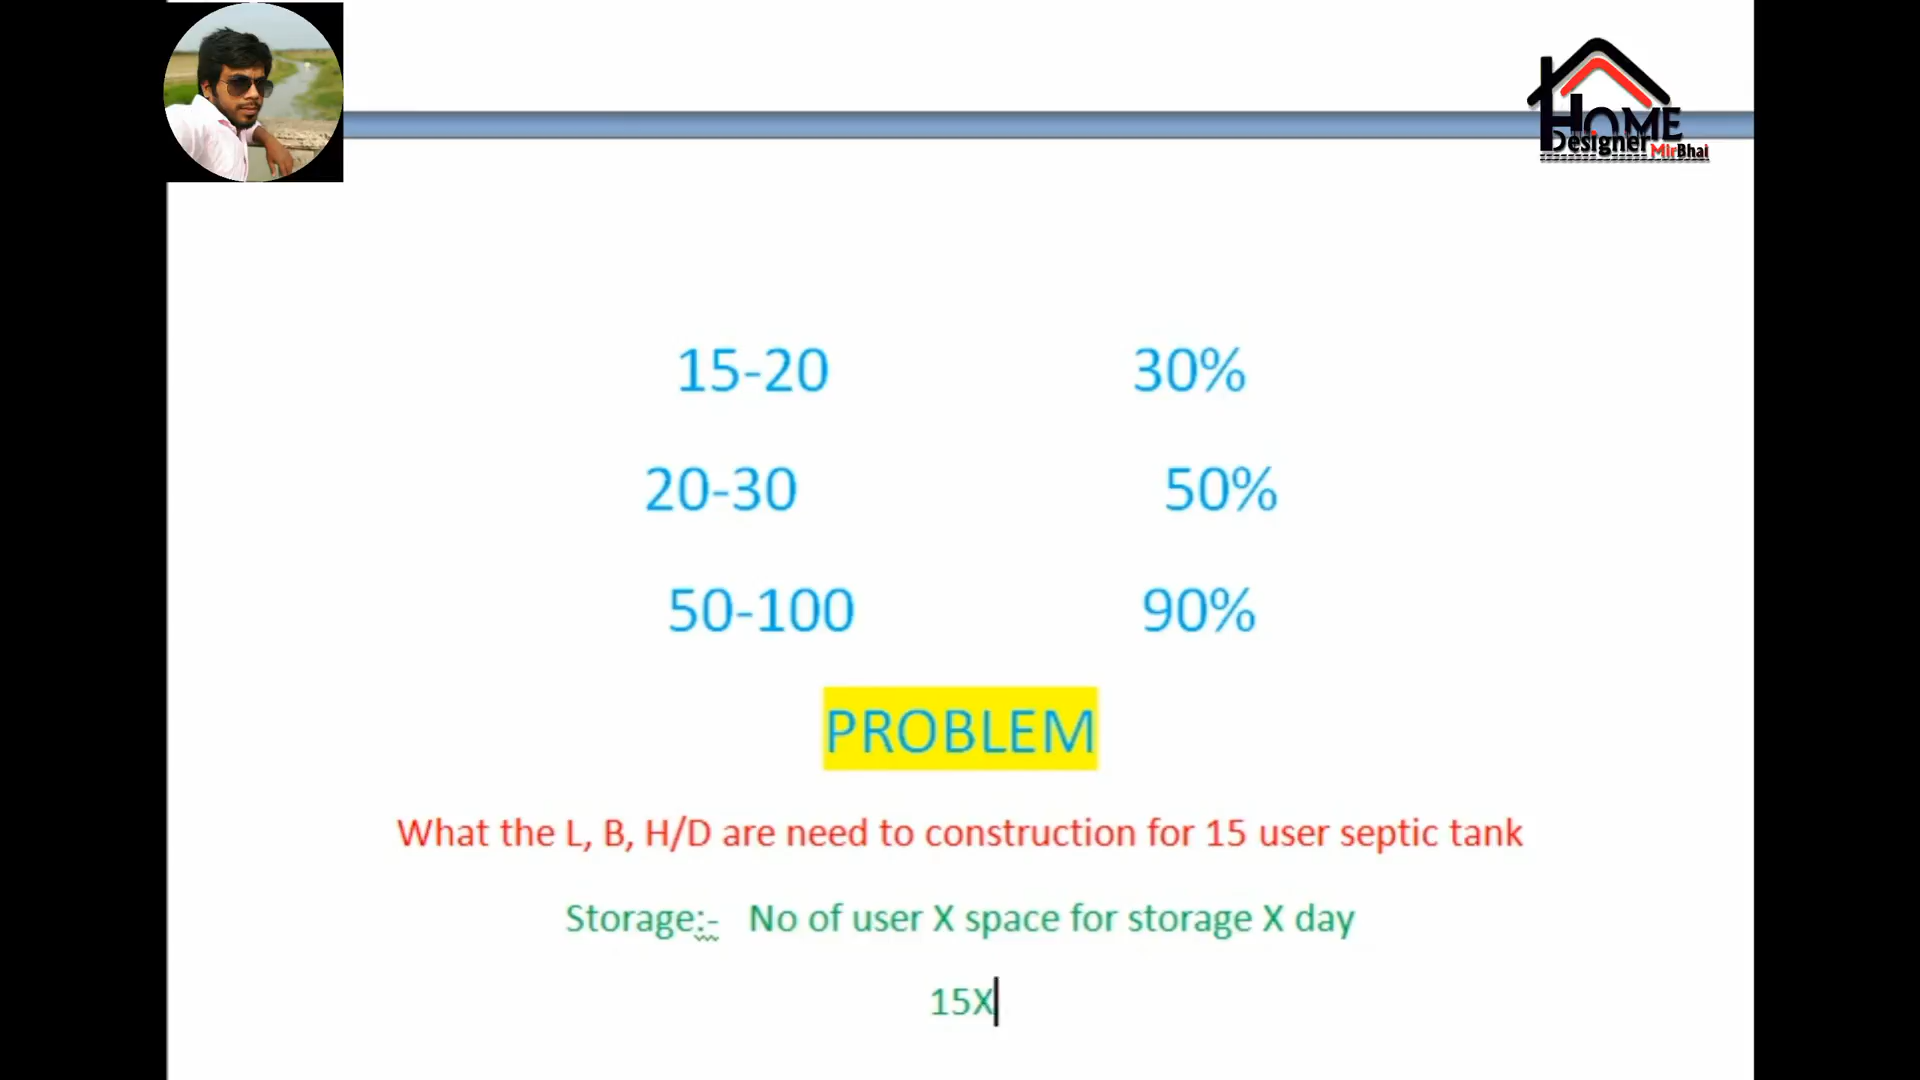 HOME
Designer MirBhai
15-20 30%
20-30 50%
50-100 90%
PROBLEM
What the L, B, H/D are need to construction for 15 user septic tank
Storage:- No of user X space for storage X day
15X